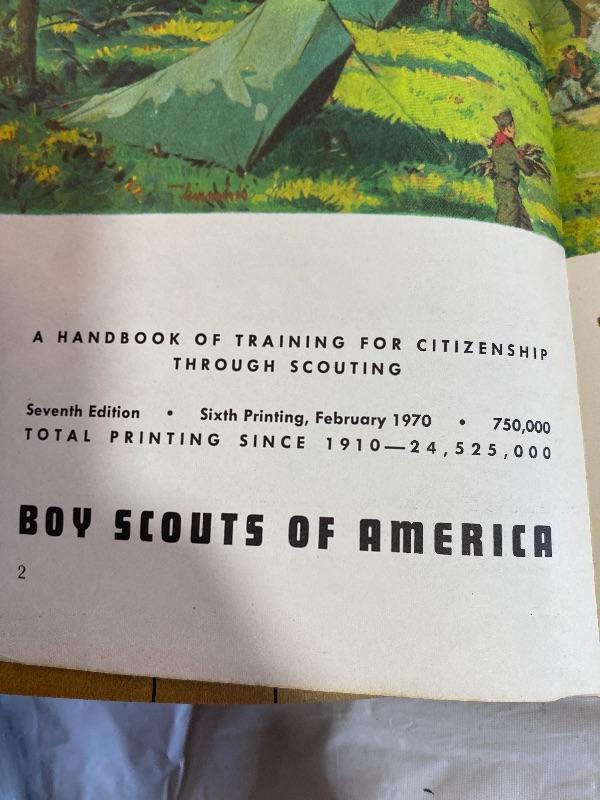 A HANDBOOK OF TRAINING FOR CITIZENSHIP
THROUGH SCOUTING
Seventh Edition • Sixth Printing, February 1970 • 750,000
TOTAL PRINTING SINCE 1910—24,525,000
BOY SCOUTS OF AMERICA
2